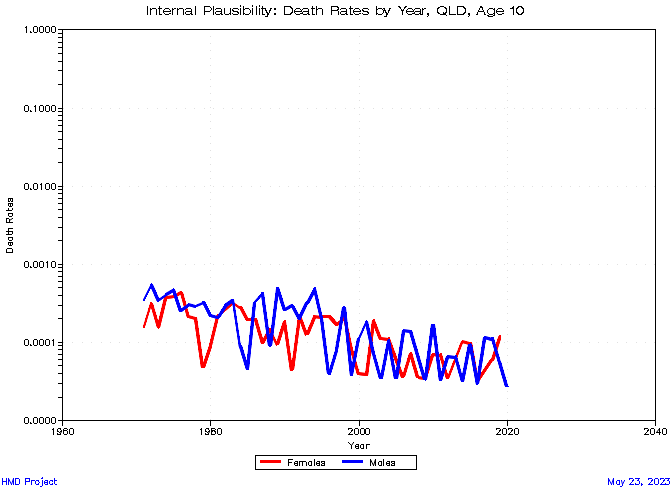 Internal Plausibility: Death Rates by Year, QLD, Age 10
1.0000
0.1000
0.0100
0.0010
0.0001
0.0000
Death Rates
1960
1980
2000
2020
2040
Year
Females
Males
HMD Project
May 23, 2023